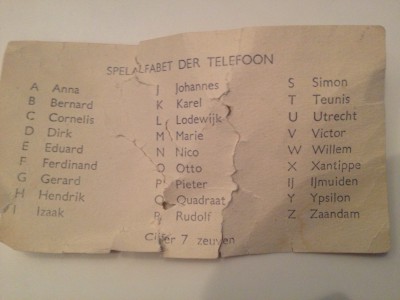 SPELALFABET DER TELEFOON
A Anna
B Bernard
C Cornelis
D Dirk
E Eduard
F Ferdinand
G Gerard
H Hendrik
I Izaak
J Johannes
K Karel
L Lodewijk
M Marie
N Nico
O Otto
P Pieter
Q Quadraat
R Rudolf
S Simon
T Teunis
U Utrecht
V Victor
W Willem
X Xantippe
IJ IJmuiden
Y Ypsilon
Z Zaandam
Cijfer 7 zeuven